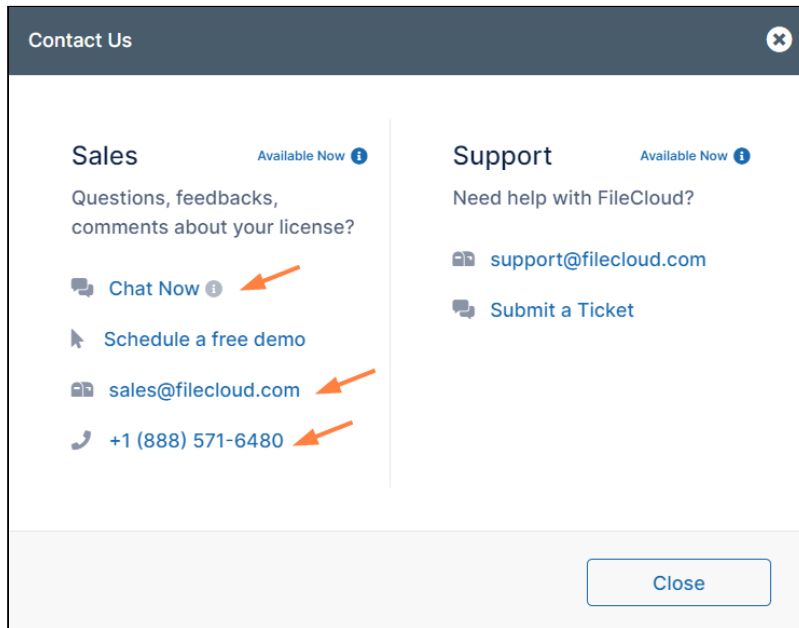 Contact Us
Sales
Available Now
Questions, feedbacks,
comments about your license?
Chat Now
Schedule a free demo
sales@filecloud.com
+1 (888) 571-6480
Support
Available Now
Need help with FileCloud?
support@filecloud.com
Submit a Ticket
Close